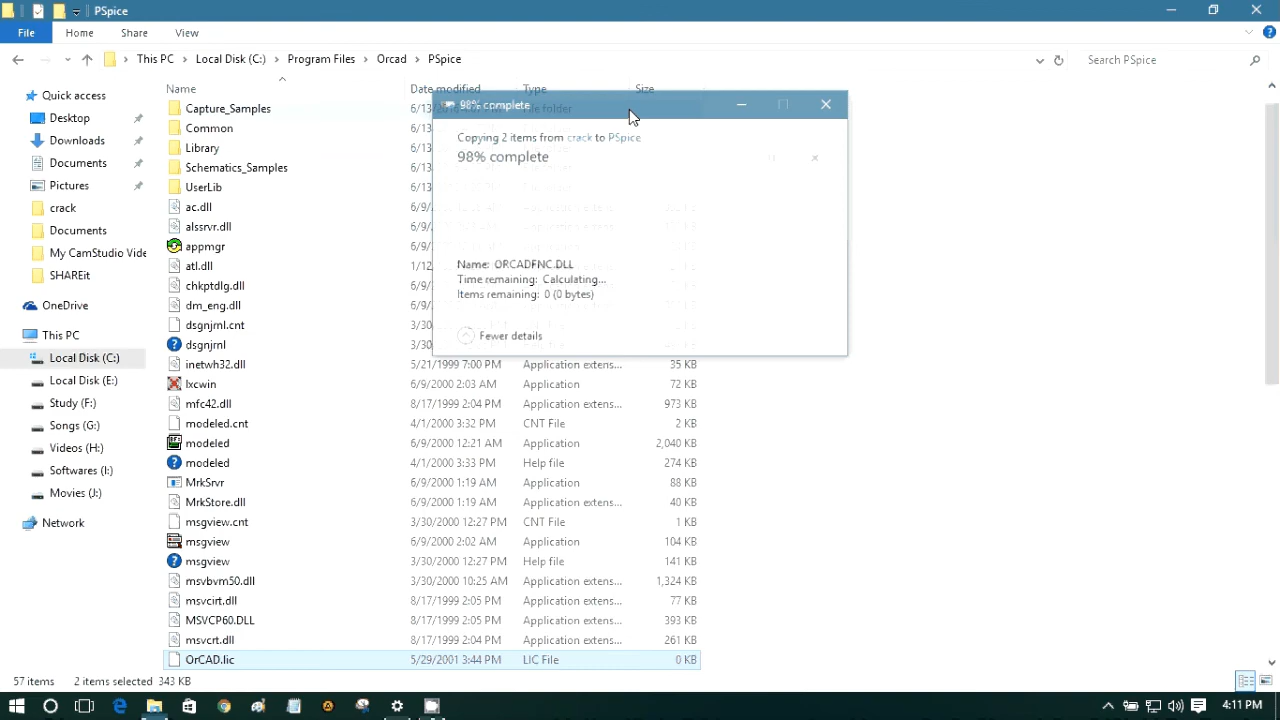 PSpice
File Home Share View
This PC Local Disk (C:) Program Files Orcad PSpice
Search PSpice
Name Date modified Type Size
Quick access
Desktop
Downloads
Documents
Pictures
crack
Documents
My CamStudio Vide
SHAREit
OneDrive
This PC
Local Disk (C:)
Local Disk (E:)
Study (F:)
Songs (G:)
Videos (H:)
Softwares (I:)
Movies (J:)
Network
Capture_Samples
Common
Library
Schematics_Samples
UserLib
ac.dll
alssrvr.dll
appmgr
atl.dll
chkptdlg.dll
dm_eng.dll
dsgnjrnl.cnt
dsgnjrnl
inetwh32.dll 5/21/1999 7:00 PM Application extens... 35 KB
lxcwin 6/9/2000 2:03 AM Application 72 KB
mfc42.dll 8/17/1999 2:04 PM Application extens... 973 KB
modeled.cnt 4/1/2000 3:32 PM CNT File 2 KB
modeled 6/9/2000 12:21 AM Application 2,040 KB
modeled 4/1/2000 3:33 PM Help file 274 KB
MrkSrvr 6/9/2000 1:19 AM Application 88 KB
MrkStore.dll 6/9/2000 1:19 AM Application extens... 40 KB
msgview.cnt 3/30/2000 12:27 PM CNT File 1 KB
msgview 6/9/2000 2:02 AM Application 104 KB
msgview 3/30/2000 12:27 PM Help file 141 KB
msvbvm50.dll 3/30/2000 10:25 AM Application extens... 1,324 KB
msvcirt.dll 8/17/1999 2:05 PM Application extens... 77 KB
MSVCP60.DLL 8/17/1999 2:05 PM Application extens... 393 KB
msvcrt.dll 8/17/1999 2:04 PM Application extens... 261 KB
OrCAD.lic 5/29/2001 3:44 PM LIC File 0 KB
98% complete
Copying 2 items from crack to PSpice
98% complete
Name: ORCADFNC.DLL
Time remaining: Calculating...
Items remaining: 0 (0 bytes)
Fewer details
57 items 2 items selected 343 KB
4:11 PM